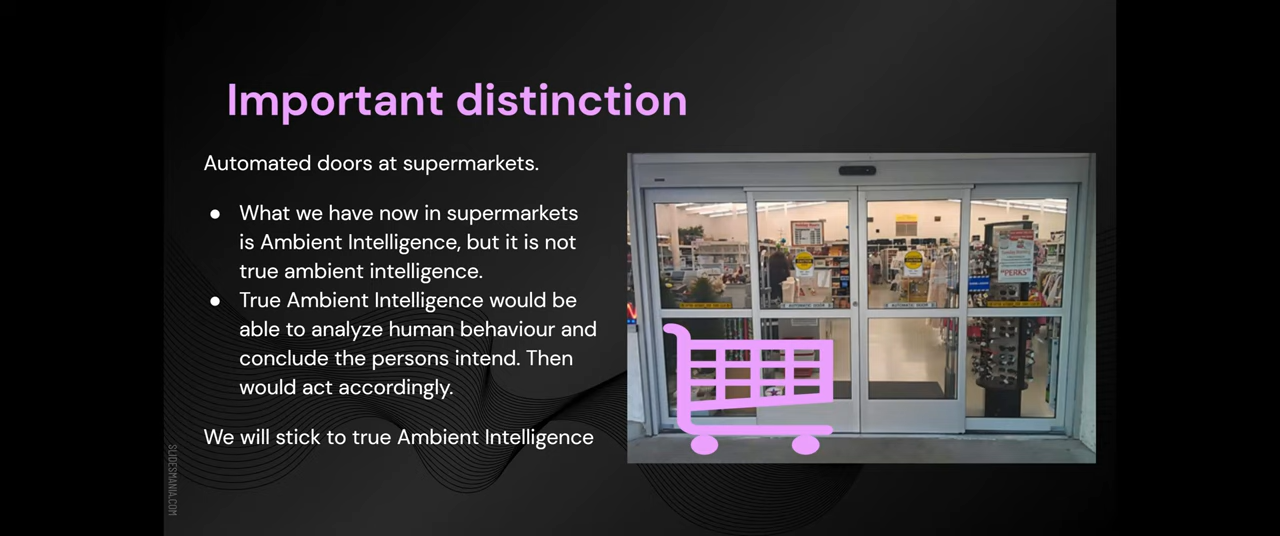 Important distinction
Automated doors at supermarkets.
● What we have now in supermarkets
is Ambient Intelligence, but it is not
true ambient intelligence.
● True Ambient Intelligence would be
able to analyze human behaviour and
conclude the persons intend. Then
would act accordingly.
We will stick to true Ambient Intelligence
"PERKS"
SLIDESMANIA.COM